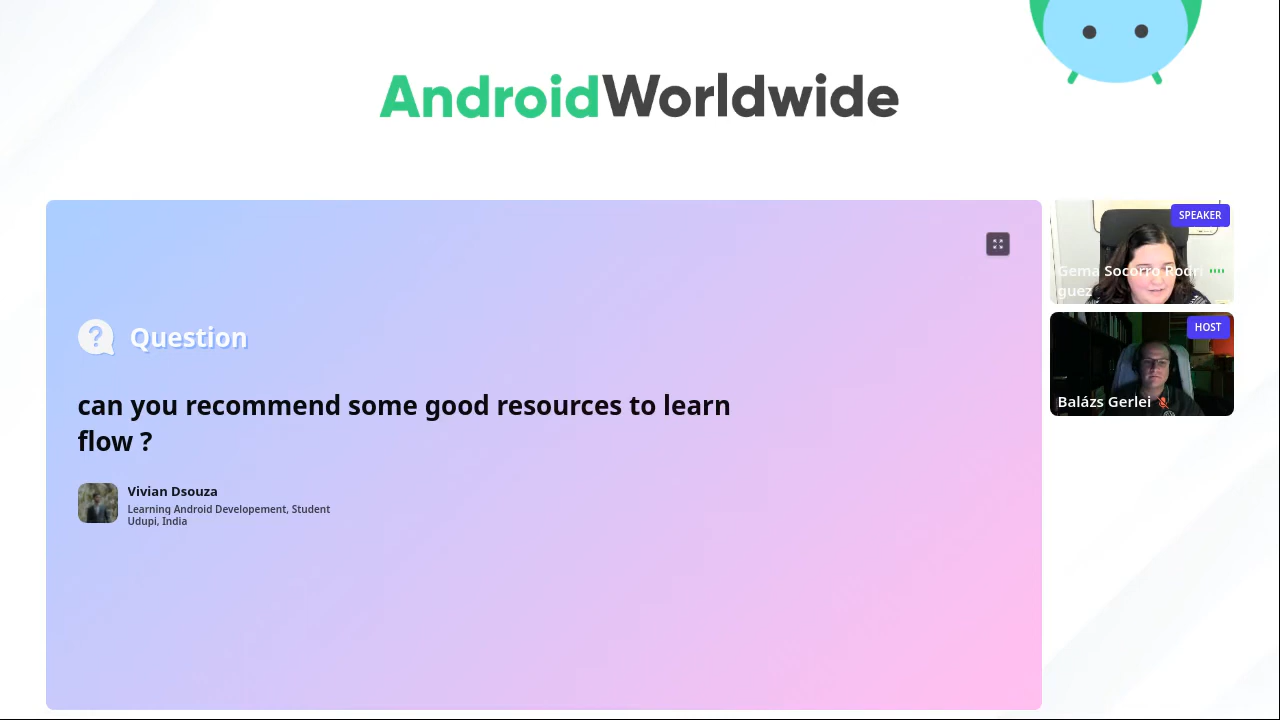 AndroidWorldwide
SPEAKER
Gema Socorro Rodri
guez
HOST
Balázs Gerlei
Question
can you recommend some good resources to learn
flow ?
Vivian Dsouza
Learning Android Developement, Student
Udupi, India